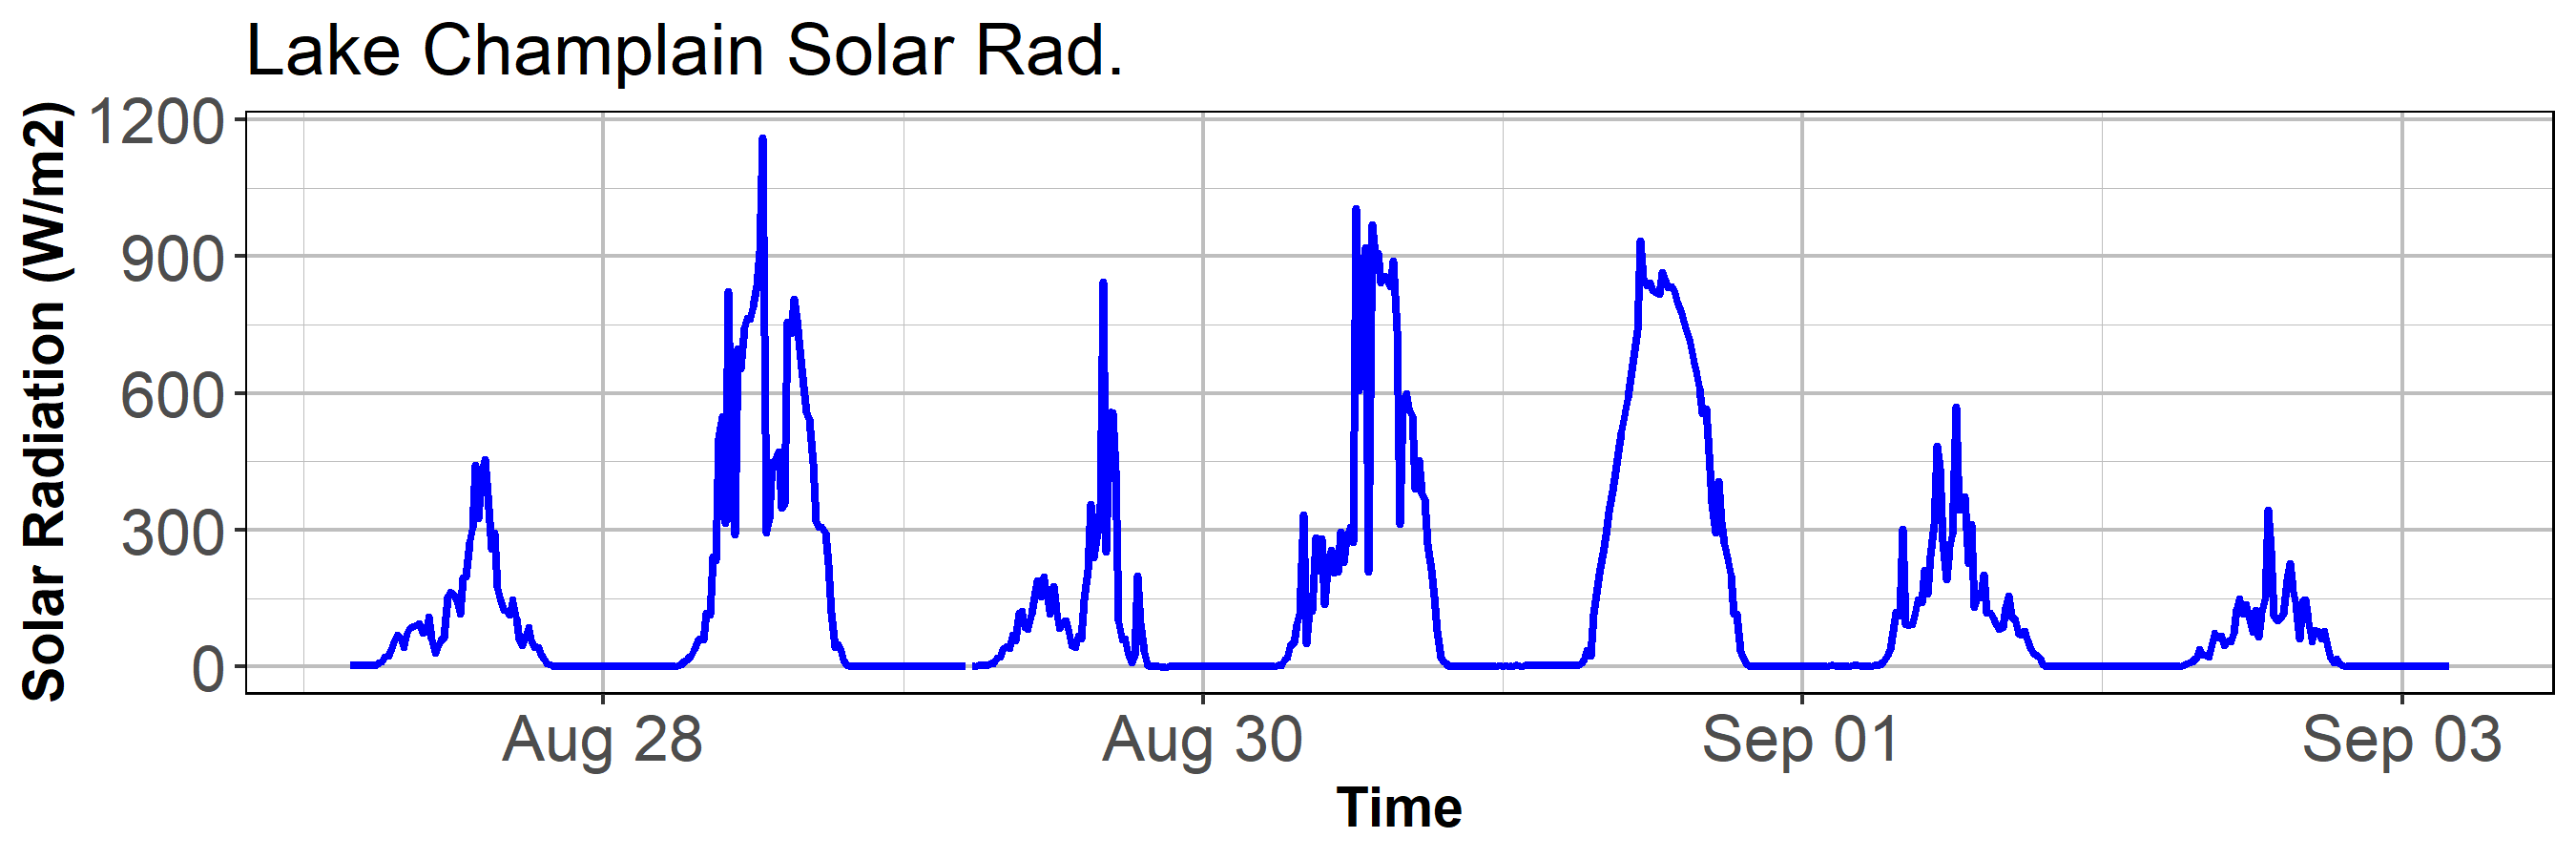 Lake Champlain Solar Rad.
Solar Radiation (W/m2)
1200
900
600
300
0
Aug 28 Aug 30 Sep 01 Sep 03
Time